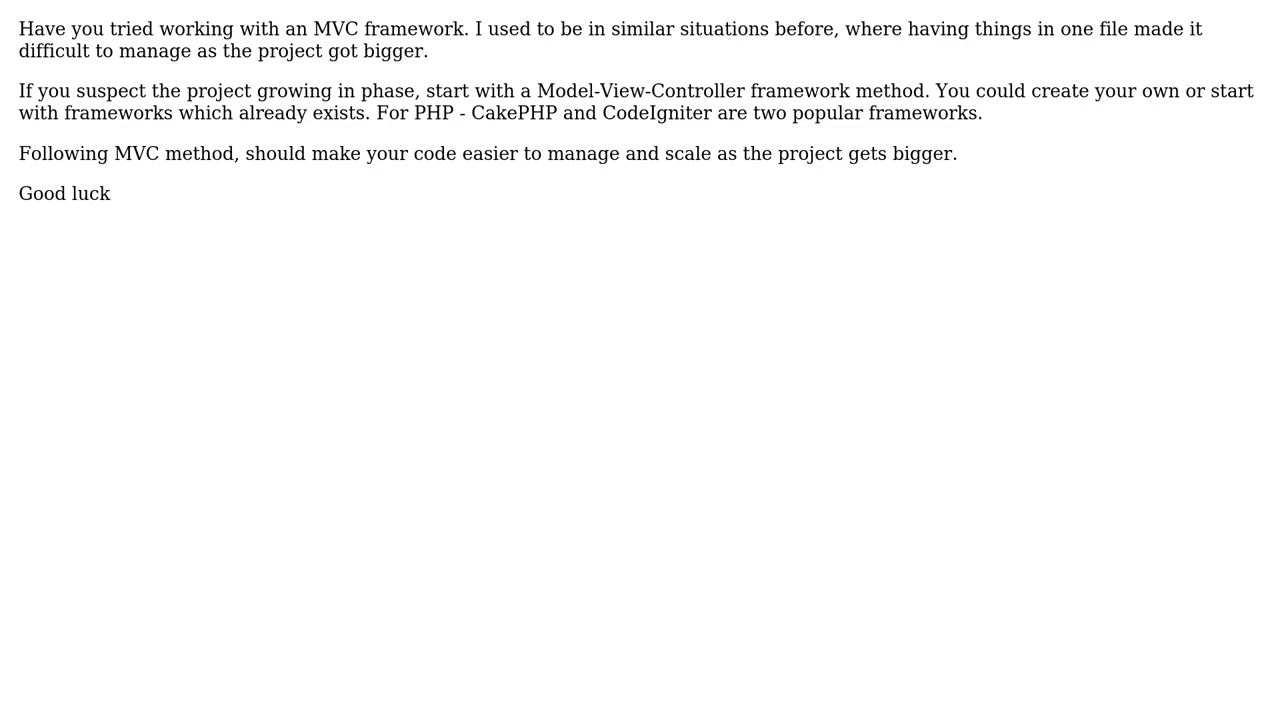 Have you tried working with an MVC framework. I used to be in similar situations before, where having things in one file made it
difficult to manage as the project got bigger.
If you suspect the project growing in phase, start with a Model-View-Controller framework method. You could create your own or start
with frameworks which already exists. For PHP - CakePHP and CodeIgniter are two popular frameworks.
Following MVC method, should make your code easier to manage and scale as the project gets bigger.
Good luck